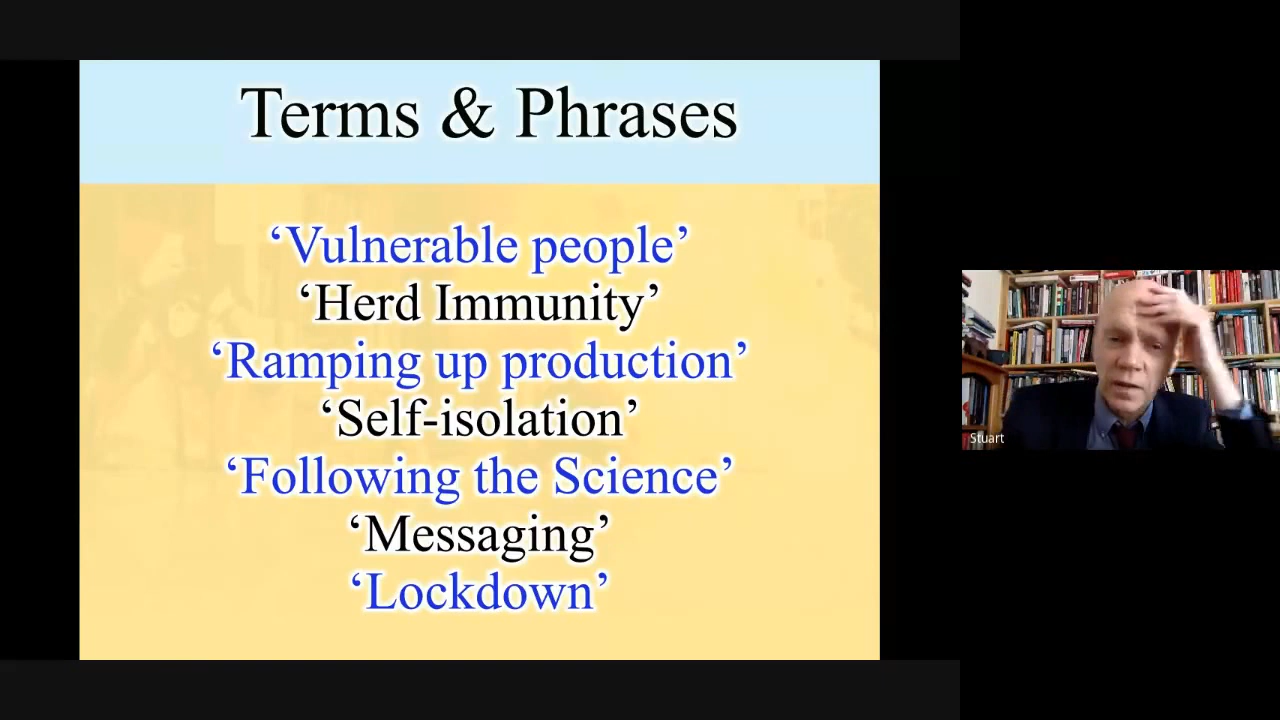 Terms & Phrases
‘Vulnerable people’
‘Herd Immunity’
‘Ramping up production’
‘Self-isolation’
‘Following the Science’
‘Messaging’
‘Lockdown’
Stuart